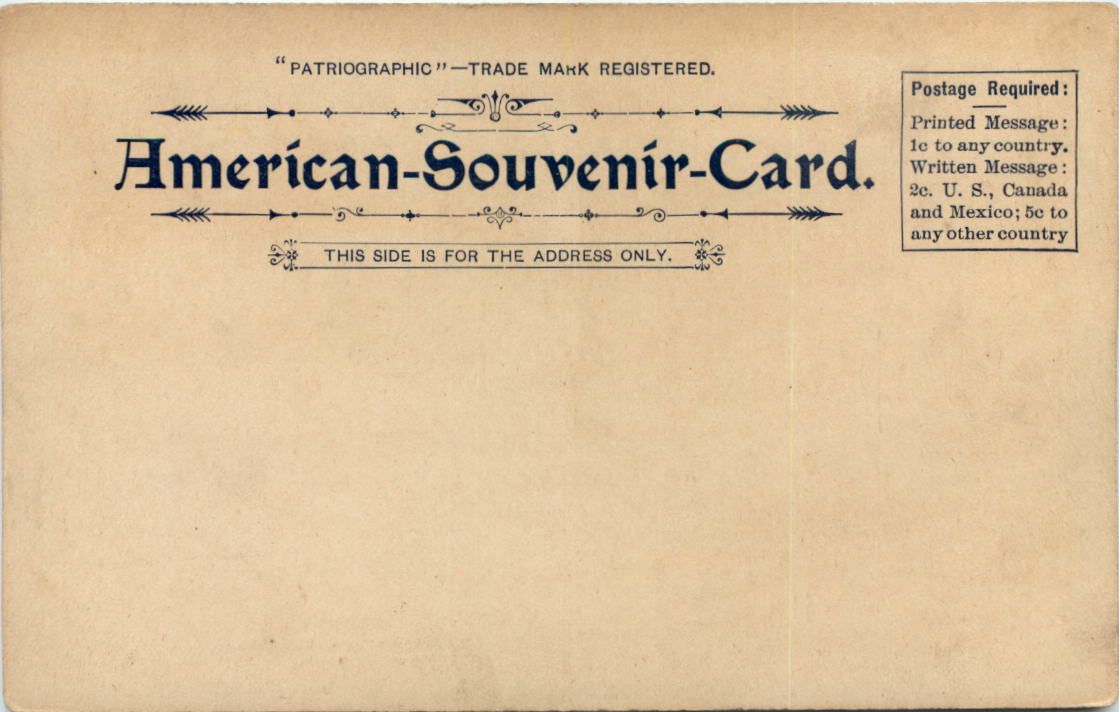 "PATRIOGRAPHIC"—TRADE MARK REGISTERED.
American-Souvenir-Card.
THIS SIDE IS FOR THE ADDRESS ONLY.
Postage Required:
Printed Message:
1c to any country.
Written Message:
2c. U. S., Canada
and Mexico; 5c to
any other country